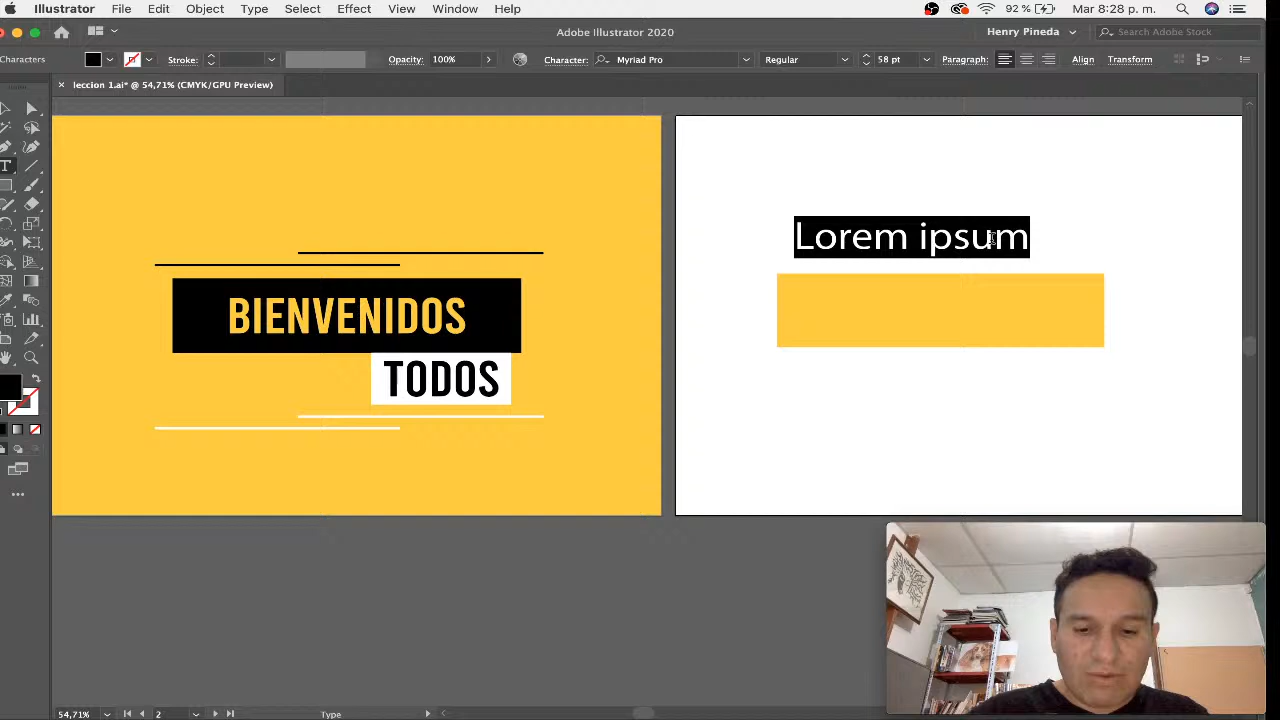 Illustrator File Edit Object Type Select Effect View Window Help 92 % Mar 8:28 p. m.
Adobe Illustrator 2020 Henry Pineda Search Adobe Stock
Characters Stroke: Opacity: 100% Character: Myriad Pro Regular 58 pt Paragraph: Align Transform
× leccion 1.ai* @ 54,71% (CMYK/GPU Preview)
Lorem ipsum
BIENVENIDOS
TODOS
54,71% 2 Type